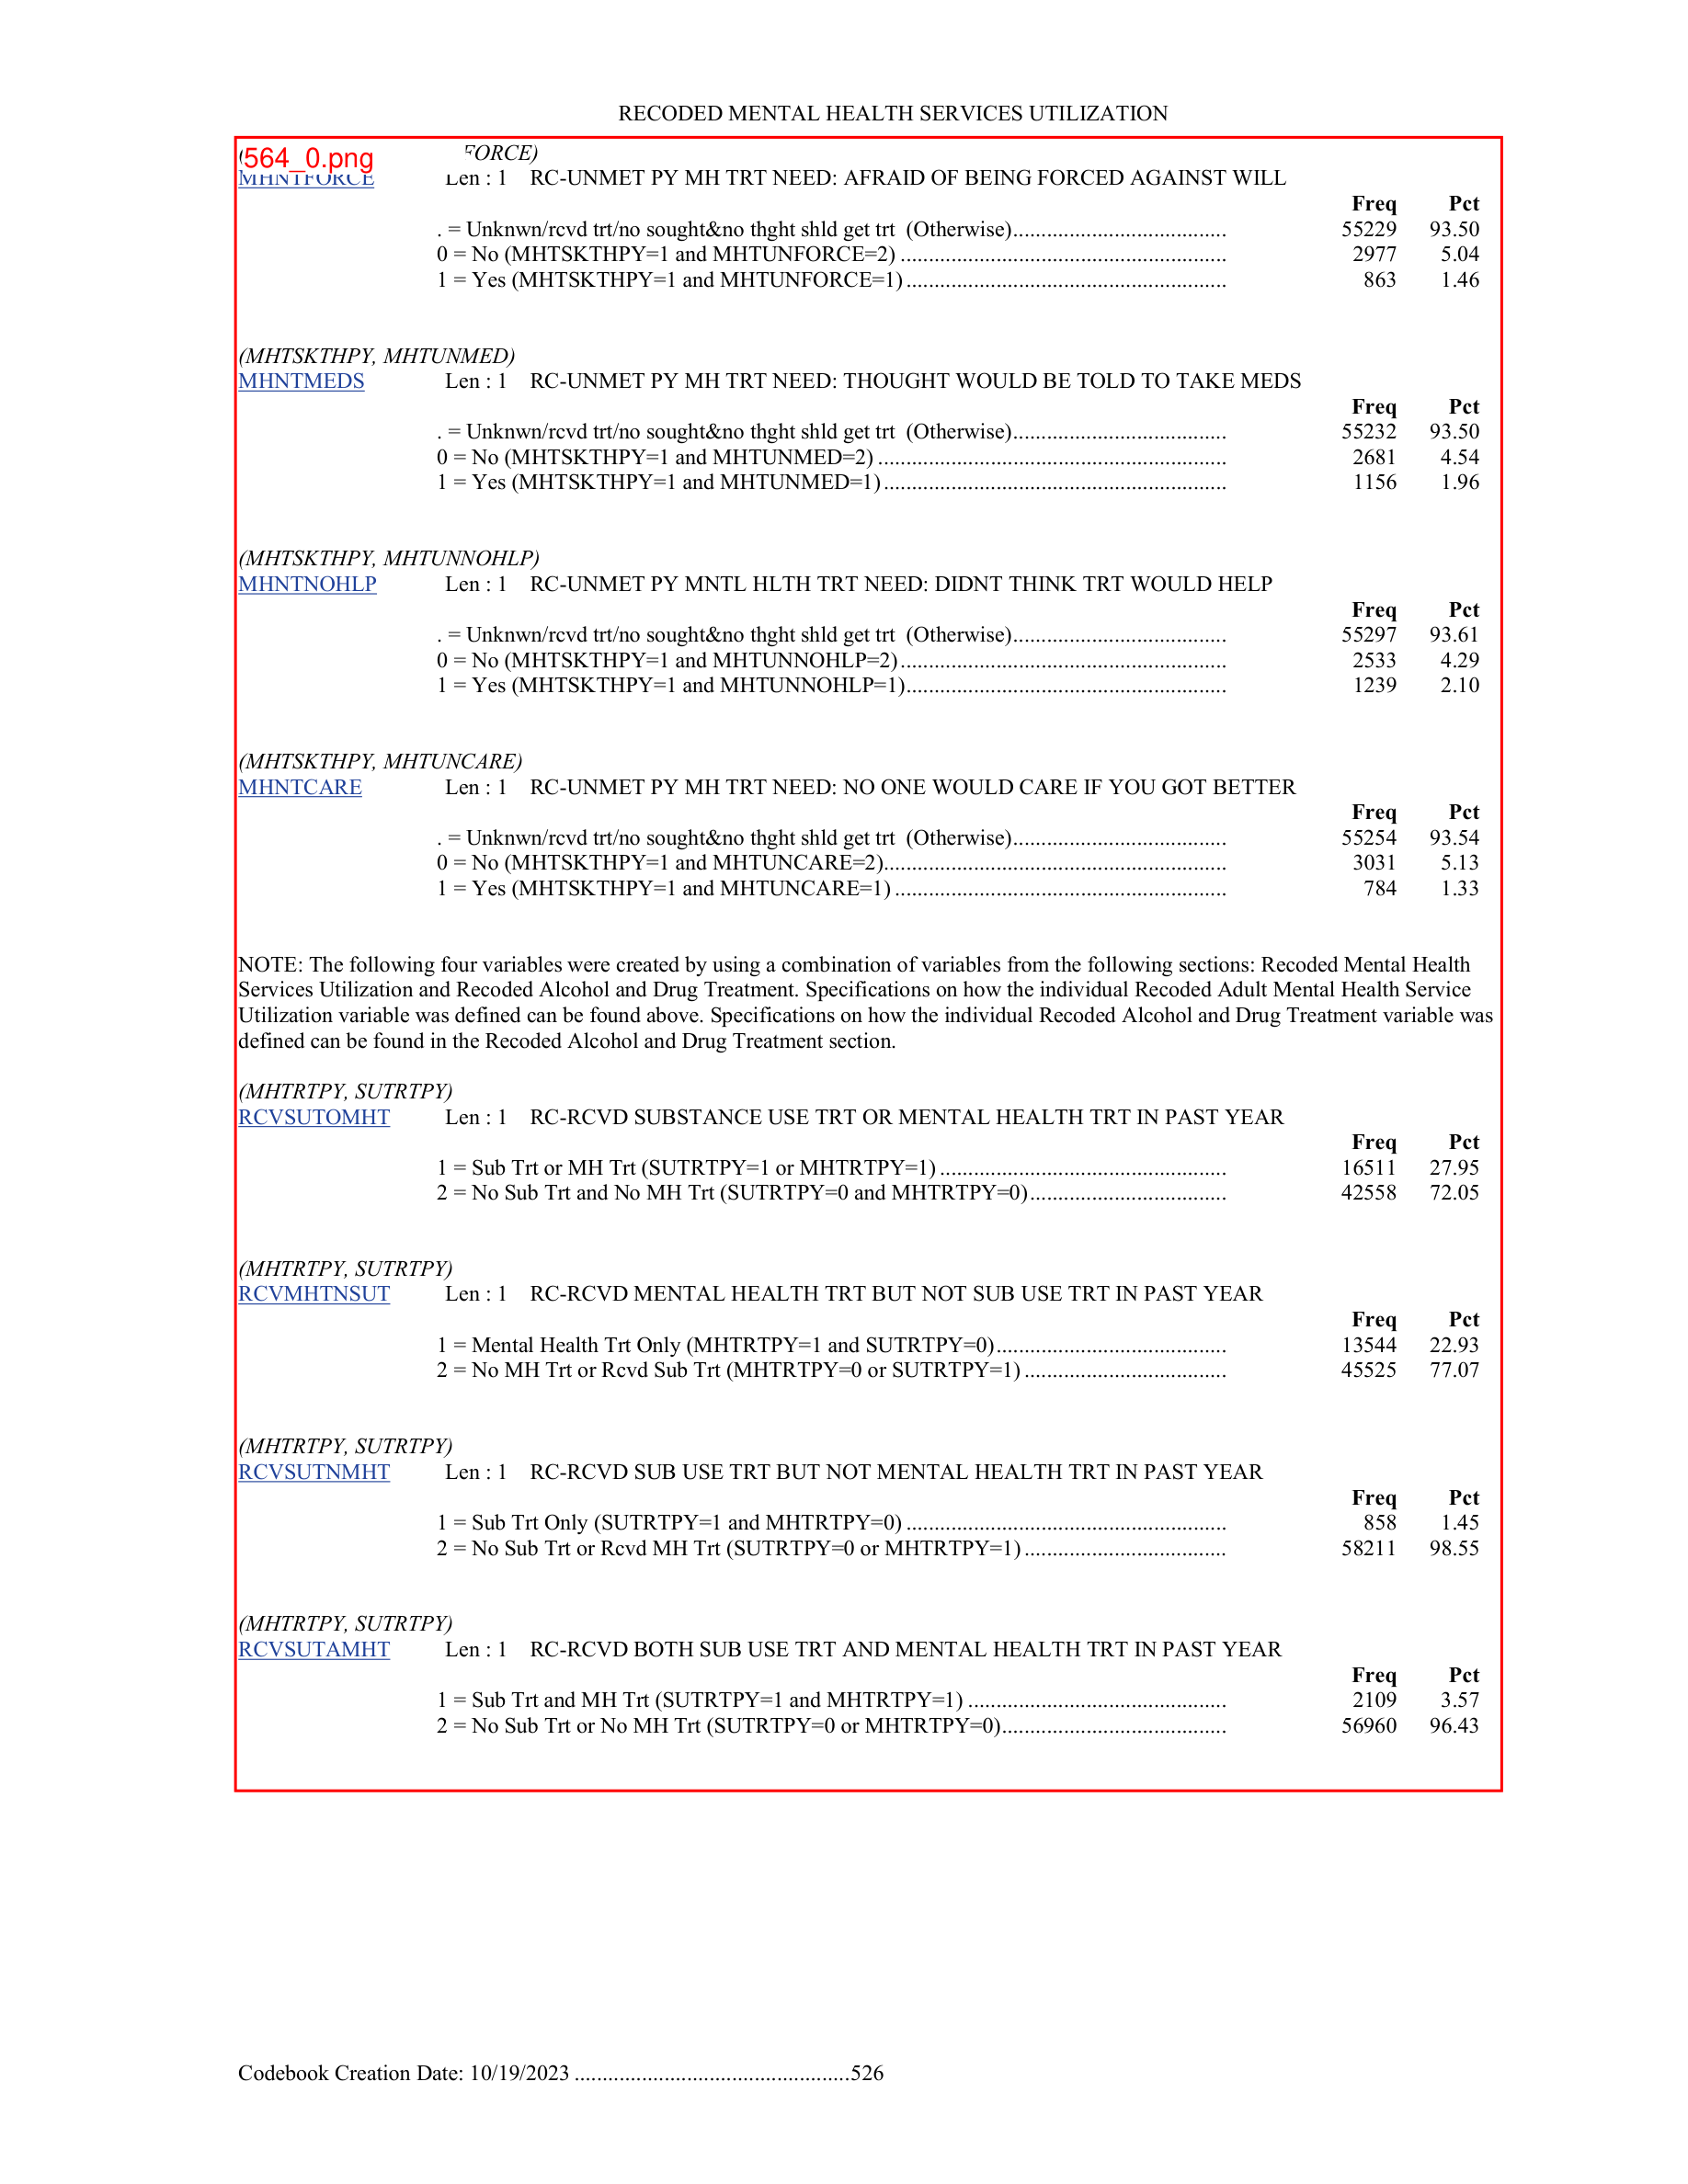 RECODED MENTAL HEALTH SERVICES UTILIZATION
564_0.png FORCE)
MHNTFORCE Len : 1 RC-UNMET PY MH TRT NEED: AFRAID OF BEING FORCED AGAINST WILL
Freq Pct
. = Unknwn/rcvd trt/no sought&no thght shld get trt (Otherwise)...................................... 55229 93.50
0 = No (MHTSKTHPY=1 and MHTUNFORCE=2) .......................................................... 2977 5.04
1 = Yes (MHTSKTHPY=1 and MHTUNFORCE=1) ......................................................... 863 1.46
(MHTSKTHPY, MHTUNMED)
MHNTMEDS Len : 1 RC-UNMET PY MH TRT NEED: THOUGHT WOULD BE TOLD TO TAKE MEDS
Freq Pct
. = Unknwn/rcvd trt/no sought&no thght shld get trt (Otherwise)...................................... 55232 93.50
0 = No (MHTSKTHPY=1 and MHTUNMED=2) .............................................................. 2681 4.54
1 = Yes (MHTSKTHPY=1 and MHTUNMED=1) ............................................................. 1156 1.96
(MHTSKTHPY, MHTUNNOHLP)
MHNTNOHLP Len : 1 RC-UNMET PY MNTL HLTH TRT NEED: DIDNT THINK TRT WOULD HELP
Freq Pct
. = Unknwn/rcvd trt/no sought&no thght shld get trt (Otherwise)...................................... 55297 93.61
0 = No (MHTSKTHPY=1 and MHTUNNOHLP=2) .......................................................... 2533 4.29
1 = Yes (MHTSKTHPY=1 and MHTUNNOHLP=1)......................................................... 1239 2.10
(MHTSKTHPY, MHTUNCARE)
MHNTCARE Len : 1 RC-UNMET PY MH TRT NEED: NO ONE WOULD CARE IF YOU GOT BETTER
Freq Pct
. = Unknwn/rcvd trt/no sought&no thght shld get trt (Otherwise)...................................... 55254 93.54
0 = No (MHTSKTHPY=1 and MHTUNCARE=2)............................................................. 3031 5.13
1 = Yes (MHTSKTHPY=1 and MHTUNCARE=1) ........................................................... 784 1.33
NOTE: The following four variables were created by using a combination of variables from the following sections: Recoded Mental Health
Services Utilization and Recoded Alcohol and Drug Treatment. Specifications on how the individual Recoded Adult Mental Health Service
Utilization variable was defined can be found above. Specifications on how the individual Recoded Alcohol and Drug Treatment variable was
defined can be found in the Recoded Alcohol and Drug Treatment section.
(MHTRTPY, SUTRTPY)
RCVSUTOMHT Len : 1 RC-RCVD SUBSTANCE USE TRT OR MENTAL HEALTH TRT IN PAST YEAR
Freq Pct
1 = Sub Trt or MH Trt (SUTRTPY=1 or MHTRTPY=1) ................................................... 16511 27.95
2 = No Sub Trt and No MH Trt (SUTRTPY=0 and MHTRTPY=0)................................... 42558 72.05
(MHTRTPY, SUTRTPY)
RCVMHTNSUT Len : 1 RC-RCVD MENTAL HEALTH TRT BUT NOT SUB USE TRT IN PAST YEAR
Freq Pct
1 = Mental Health Trt Only (MHTRTPY=1 and SUTRTPY=0)......................................... 13544 22.93
2 = No MH Trt or Rcvd Sub Trt (MHTRTPY=0 or SUTRTPY=1) .................................... 45525 77.07
(MHTRTPY, SUTRTPY)
RCVSUTNMHT Len : 1 RC-RCVD SUB USE TRT BUT NOT MENTAL HEALTH TRT IN PAST YEAR
Freq Pct
1 = Sub Trt Only (SUTRTPY=1 and MHTRTPY=0) ......................................................... 858 1.45
2 = No Sub Trt or Rcvd MH Trt (SUTRTPY=0 or MHTRTPY=1) .................................... 58211 98.55
(MHTRTPY, SUTRTPY)
RCVSUTAMHT Len : 1 RC-RCVD BOTH SUB USE TRT AND MENTAL HEALTH TRT IN PAST YEAR
Freq Pct
1 = Sub Trt and MH Trt (SUTRTPY=1 and MHTRTPY=1) .............................................. 2109 3.57
2 = No Sub Trt or No MH Trt (SUTRTPY=0 or MHTRTPY=0)........................................ 56960 96.43
Codebook Creation Date: 10/19/2023 .................................................526